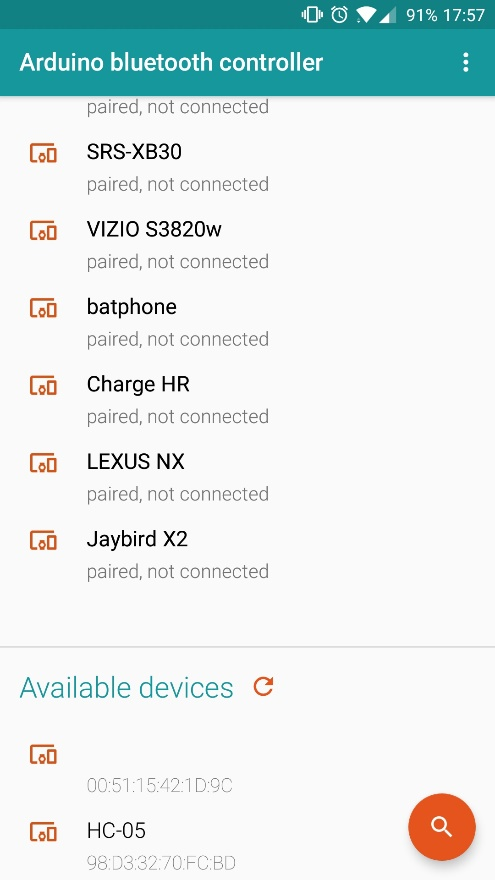 91% 17:57
Arduino bluetooth controller
paired, not connected
SRS-XB30
paired, not connected
VIZIO S3820w
paired, not connected
batphone
paired, not connected
Charge HR
paired, not connected
LEXUS NX
paired, not connected
Jaybird X2
paired, not connected
Available devices
00:51:15:42:1D:9C
HC-05
98:D3:32:70:FC:BD